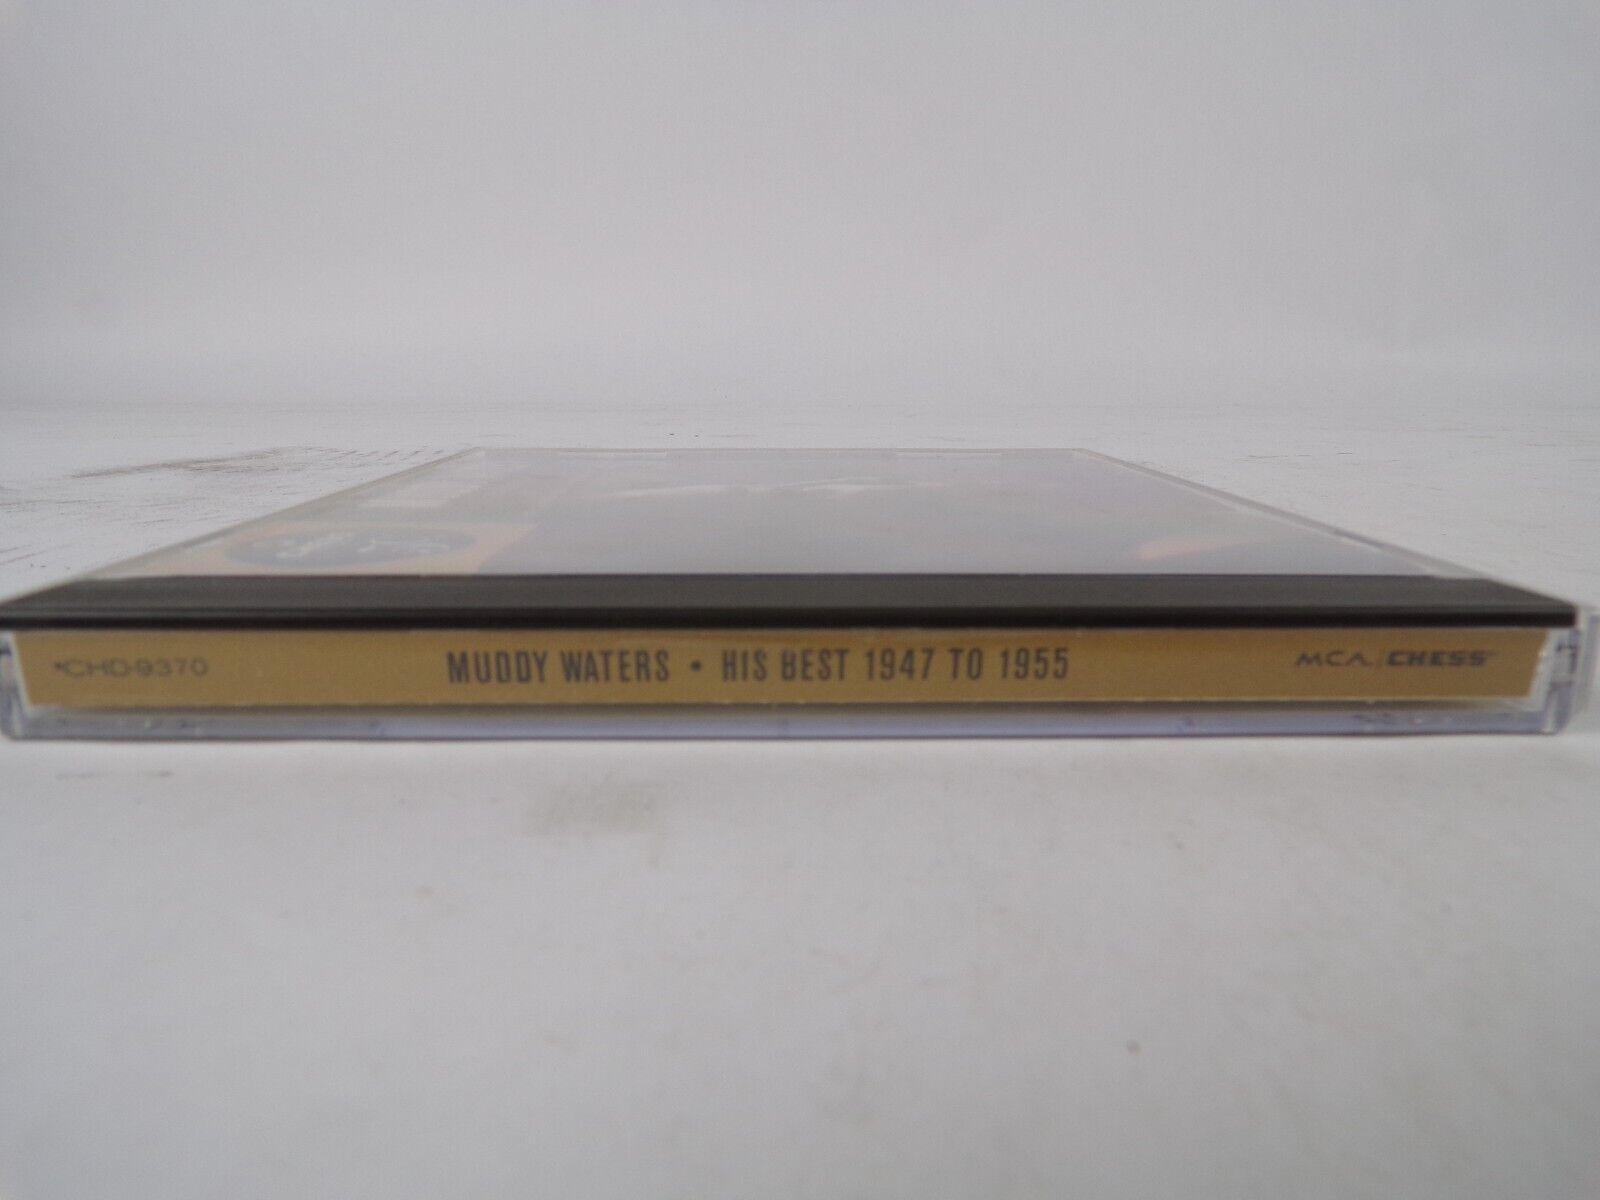 •CHD-9370 MUDDY WATERS • HIS BEST 1947 TO 1955 MCA | CHESS